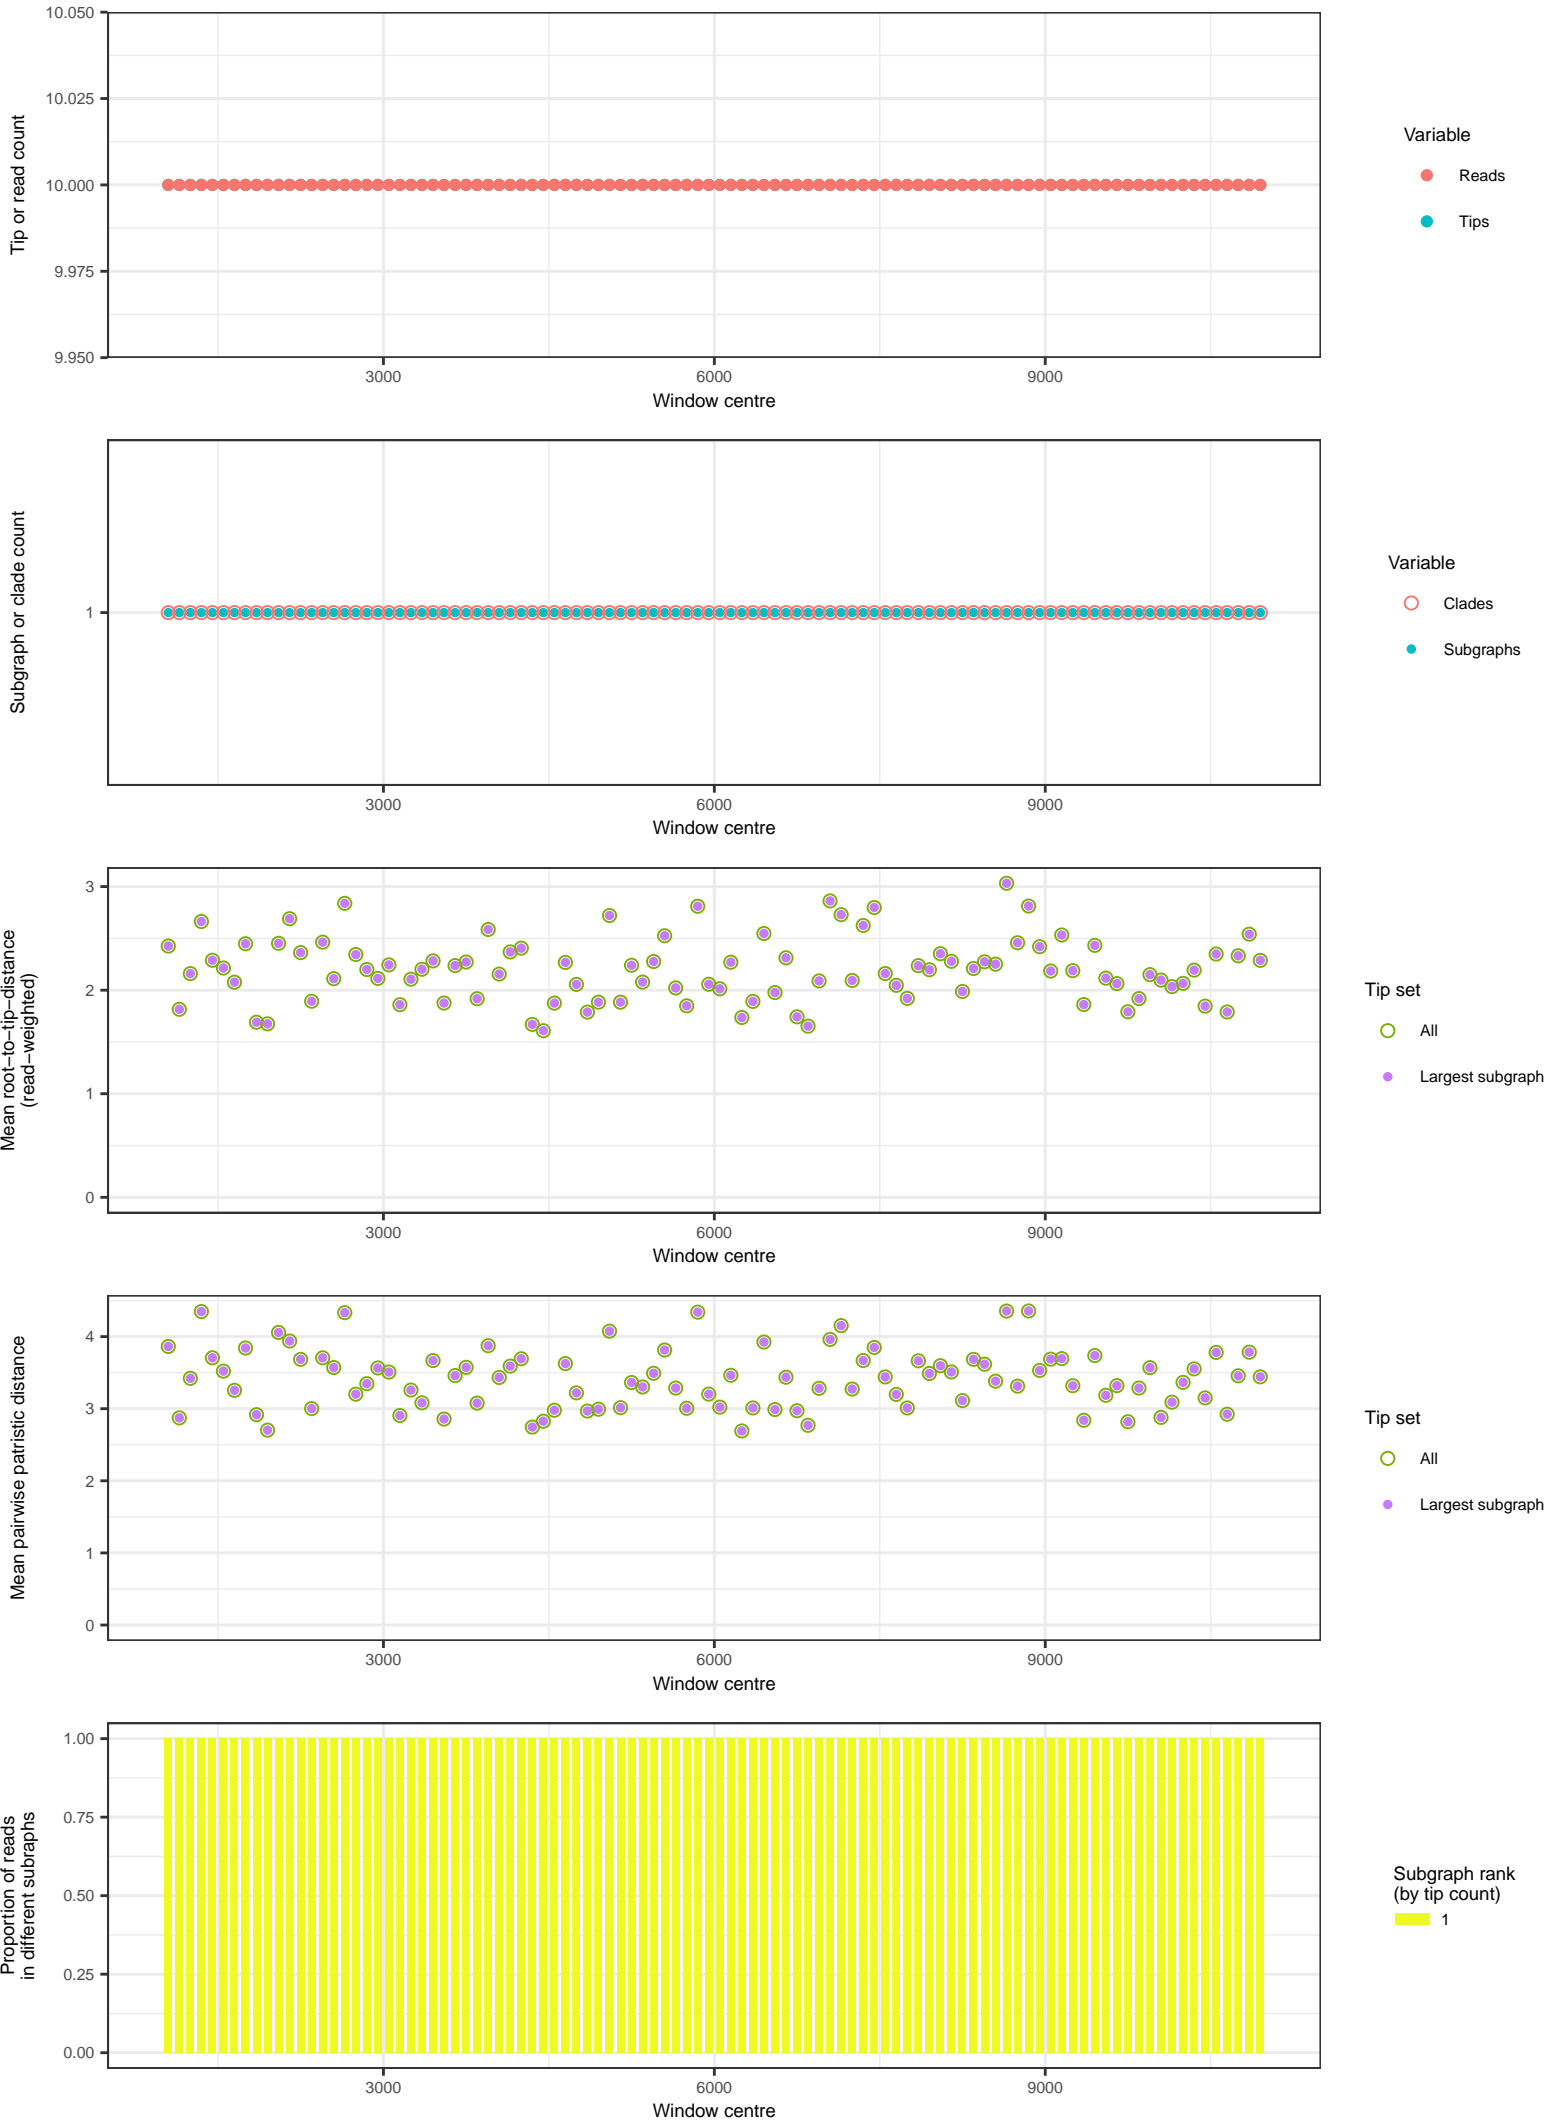 10.050
10.025
10.000
9.975
9.950
Tip or read count
3000
6000
9000
Window centre
Variable
Reads
Tips
1
Subgraph or clade count
3000
6000
9000
Window centre
Variable
Clades
Subgraphs
3
2
1
0
Mean root−to−tip−distance
(read−weighted)
3000
6000
9000
Window centre
Tip set
All
Largest subgraph
4
3
2
1
0
Mean pairwise patristic distance
3000
6000
9000
Window centre
Tip set
All
Largest subgraph
1.00
0.75
0.50
0.25
0.00
Proportion of reads
in different subraphs
3000
6000
9000
Window centre
Subgraph rank
(by tip count)
1